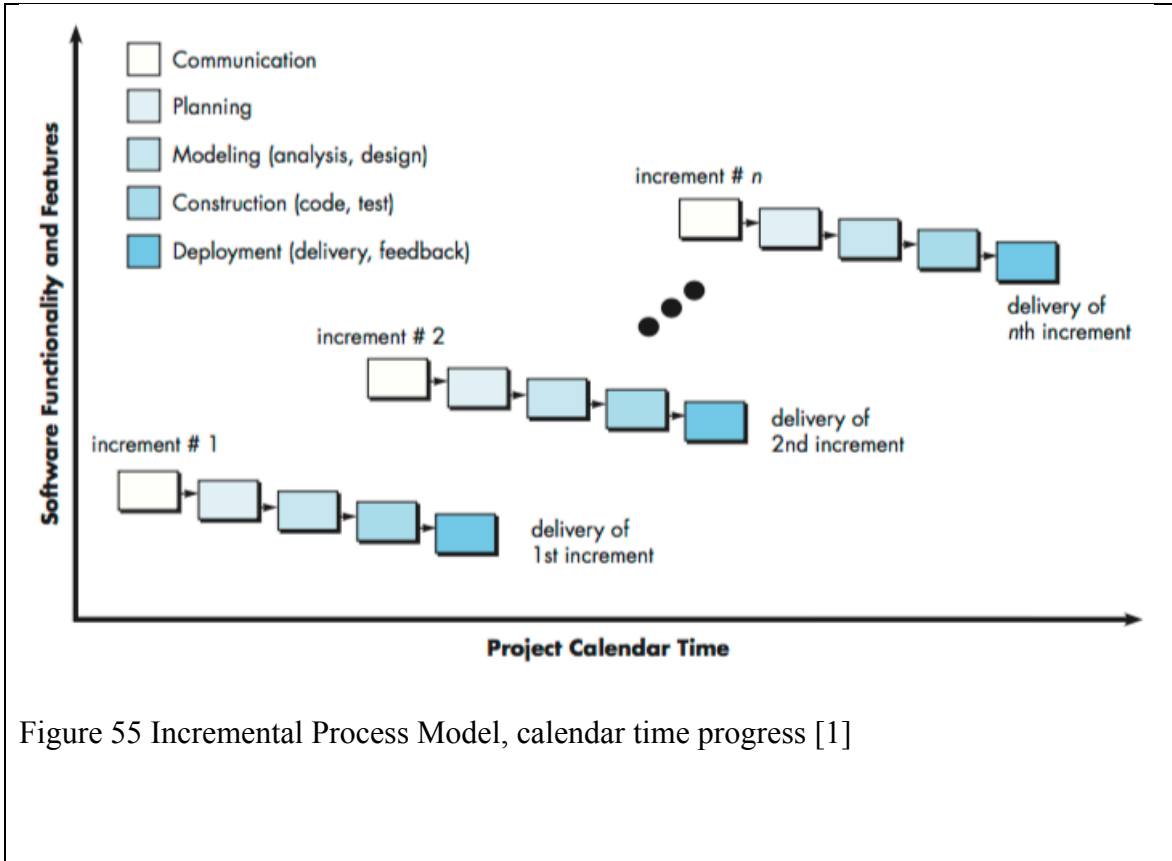 Communication
Planning
Modeling (analysis, design)
Construction (code, test)
Deployment (delivery, feedback)
increment # n
delivery of
nth increment
increment # 2
delivery of
2nd increment
increment # 1
delivery of
1st increment
Software Functionality and Features
Project Calendar Time
Figure 55 Incremental Process Model, calendar time progress [1]